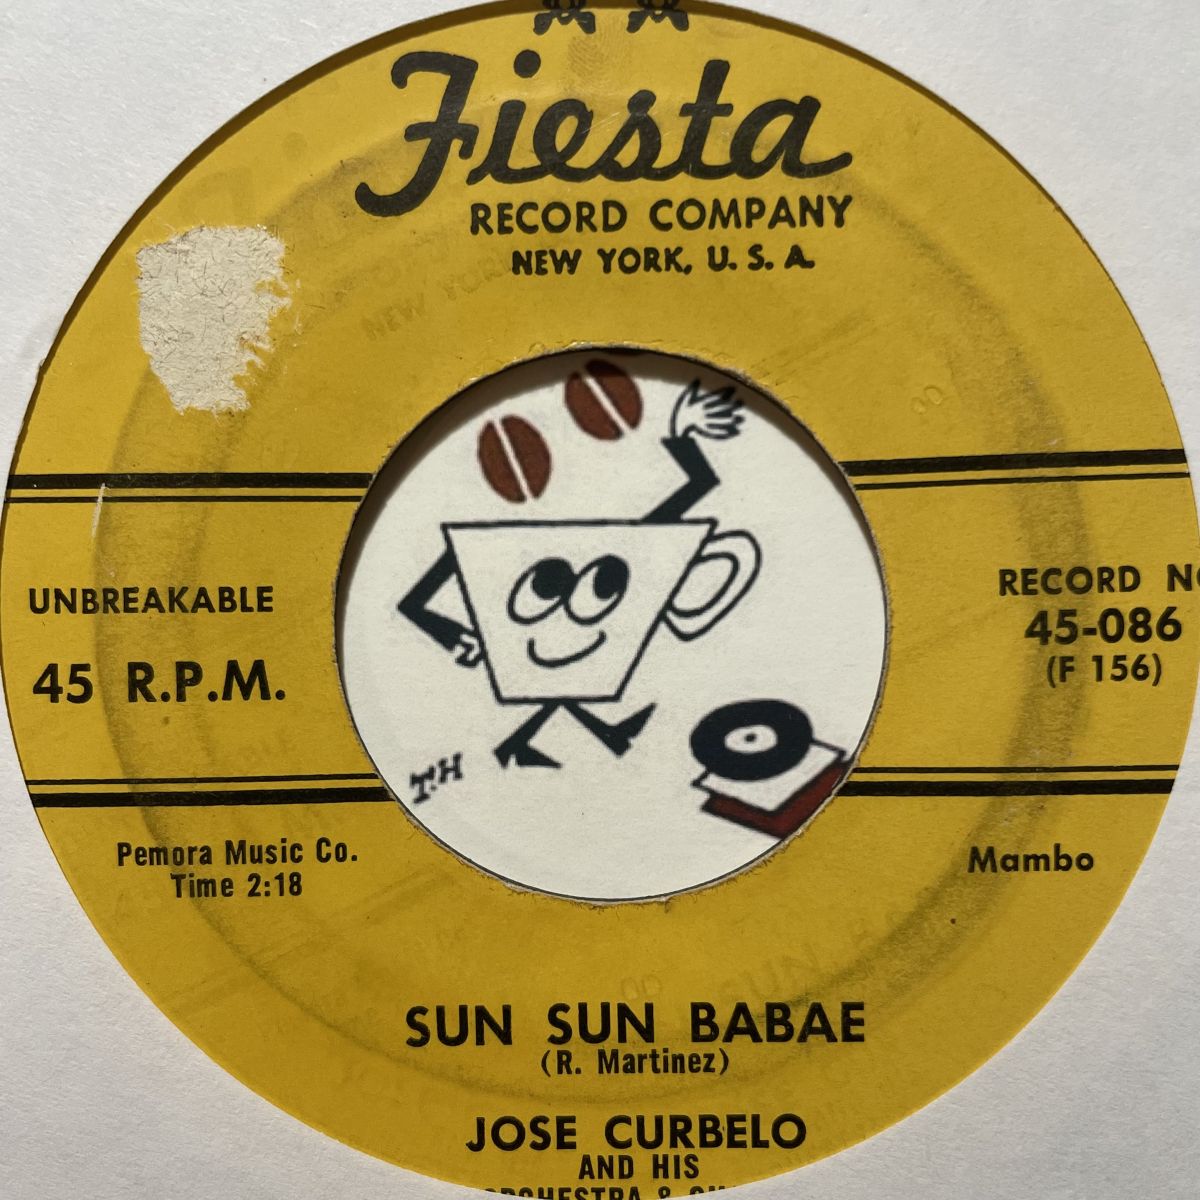 Fiesta
RECORD COMPANY
NEW YORK, U. S. A.
UNBREAKABLE
45 R.P.M.
RECORD
45-086
(F 156)
T.H
Pemora Music Co.
Time 2:18
Mambo
SUN SUN BABAE
(R. Martinez)
JOSE CURBELO
AND HIS